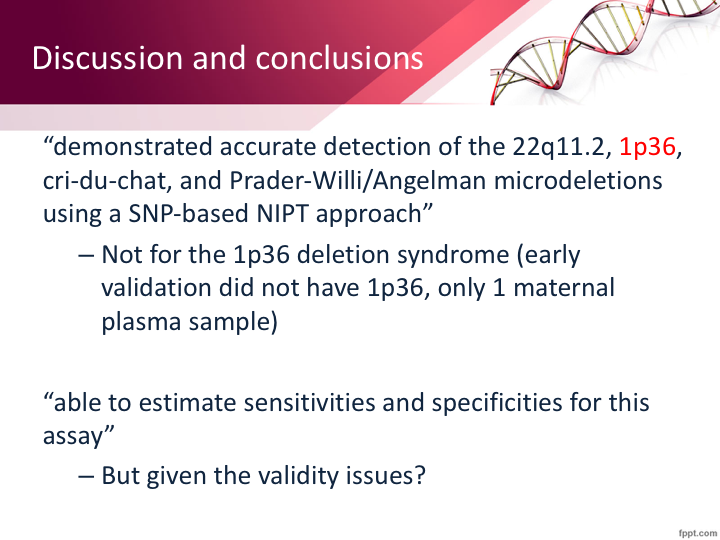 Discussion and conclusions
“demonstrated accurate detection of the 22q11.2, 1p36,
cri-du-chat, and Prader-Willi/Angelman microdeletions
using a SNP-based NIPT approach”
– Not for the 1p36 deletion syndrome (early
validation did not have 1p36, only 1 maternal
plasma sample)
“able to estimate sensitivities and specificities for this
assay”
– But given the validity issues?
fppt.com